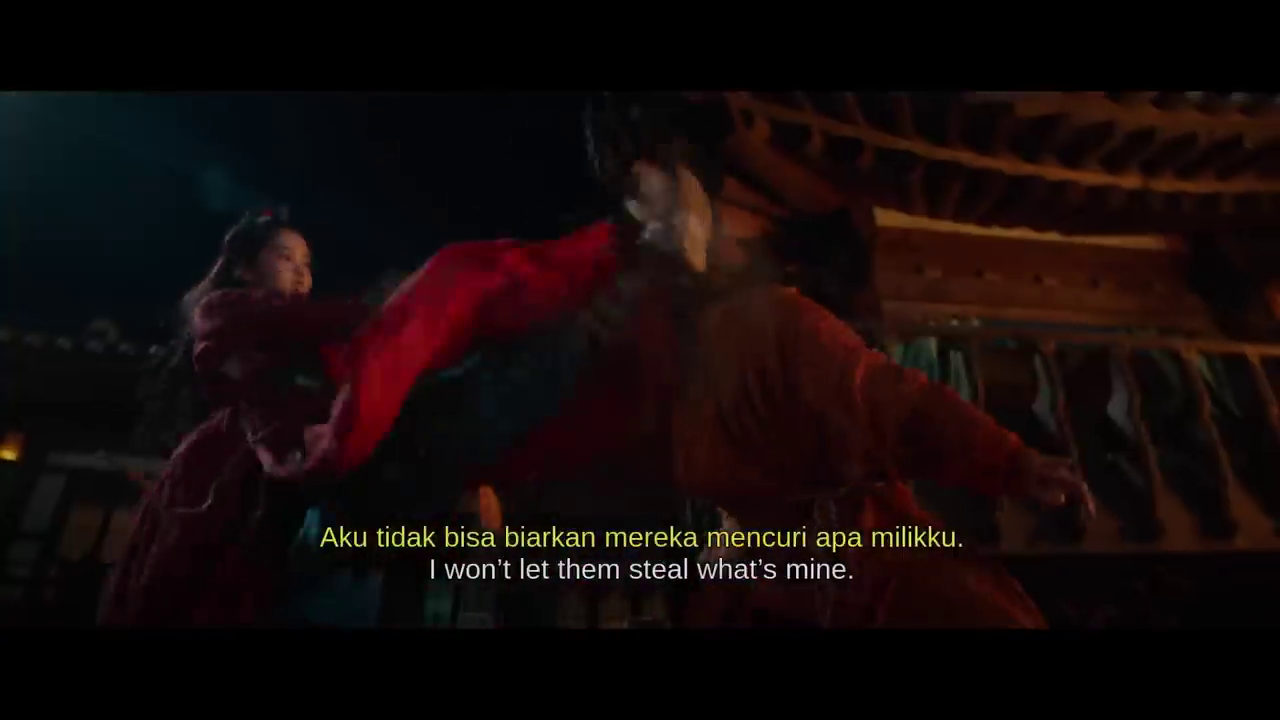 Aku tidak bisa biarkan mereka mencuri apa milikku.
I won’t let them steal what’s mine.